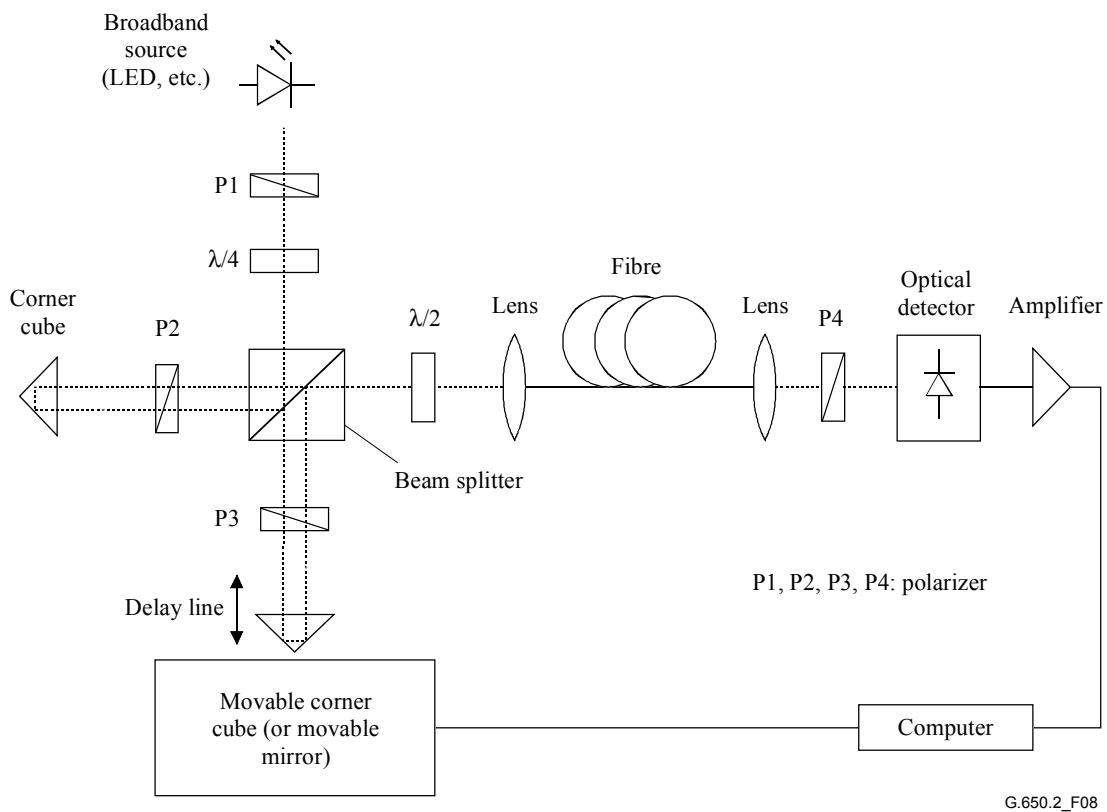 Broadband
source
(LED, etc.)
P1
λ/4
Corner
cube
P2
λ/2
Lens
Fibre
Lens
P4
Optical
detector
Amplifier
Beam splitter
P3
Delay line
P1, P2, P3, P4: polarizer
Movable corner
cube (or movable
mirror)
Computer
G.650.2_F08